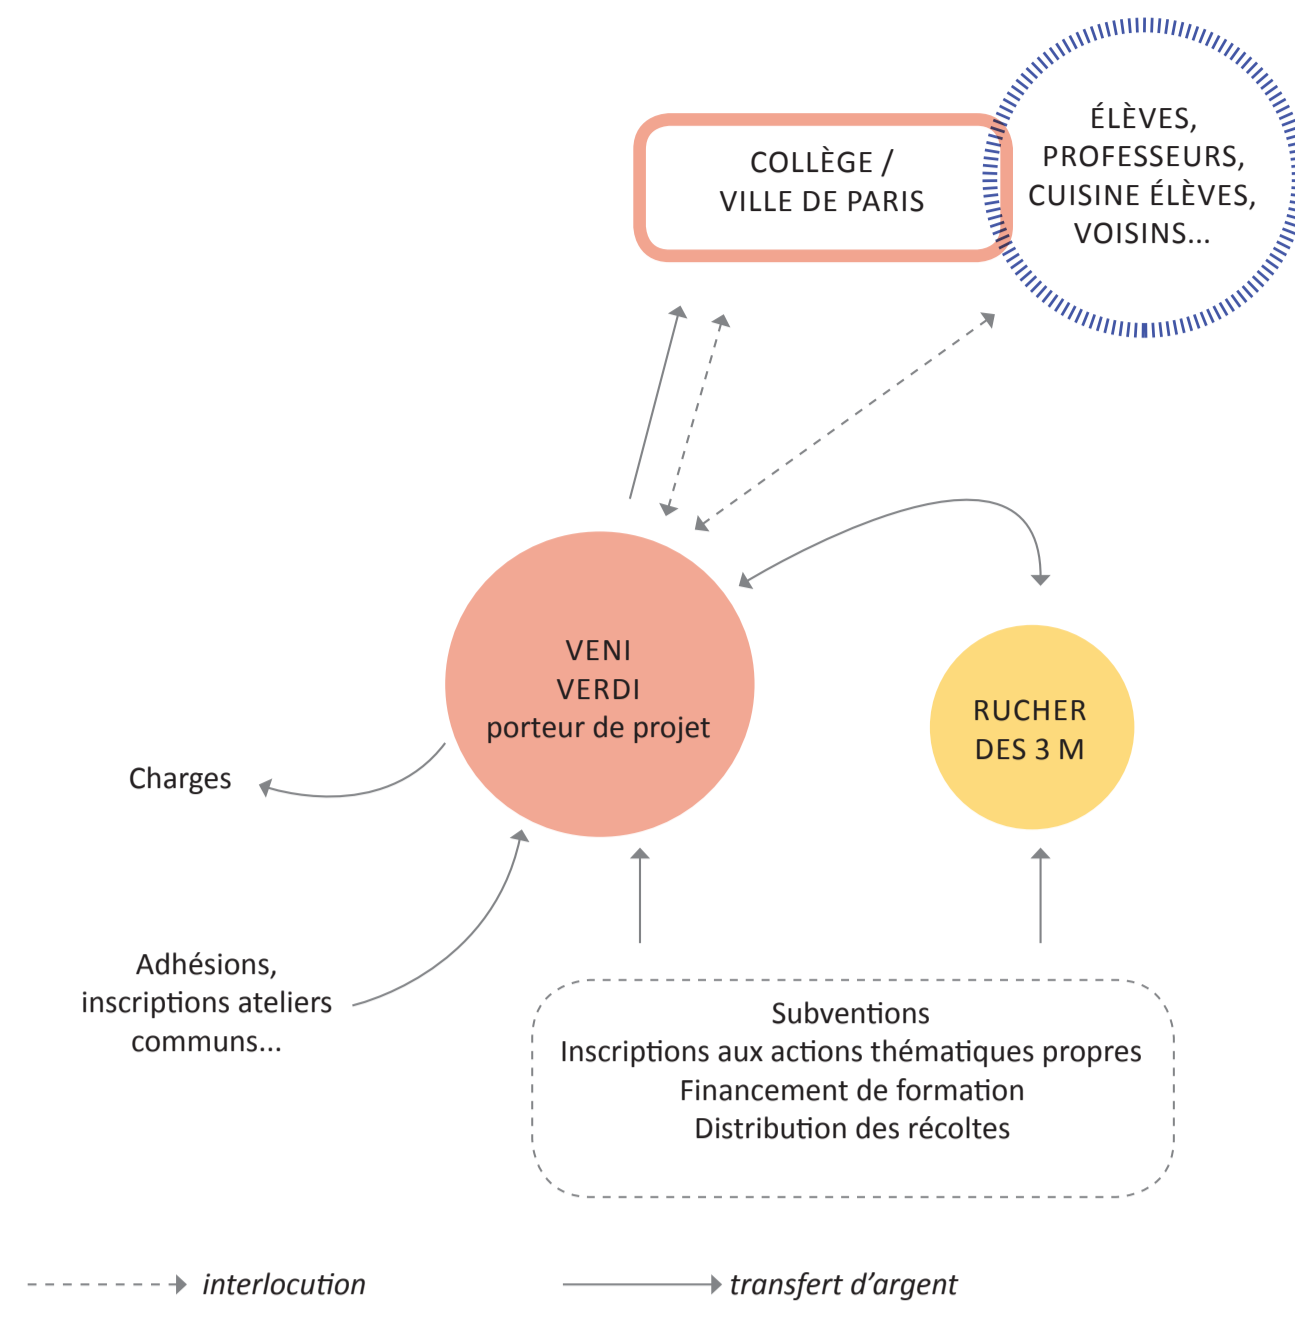 ÉLÈVES,
PROFESSEURS,
CUISINE ÉLÈVES,
VOISINS...
COLLÈGE /
VILLE DE PARIS
VENI
VERDI
porteur de projet
RUCHER
DES 3 M
Charges
Adhésions,
inscriptions ateliers
communs...
Subventions
Inscriptions aux actions thématiques propres
Financement de formation
Distribution des récoltes
interlocution
transfert d'argent